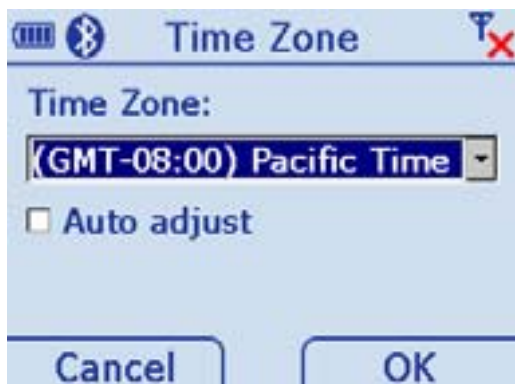 Time Zone
Time Zone:
(GMT-08:00) Pacific Time
Auto adjust
Cancel
OK